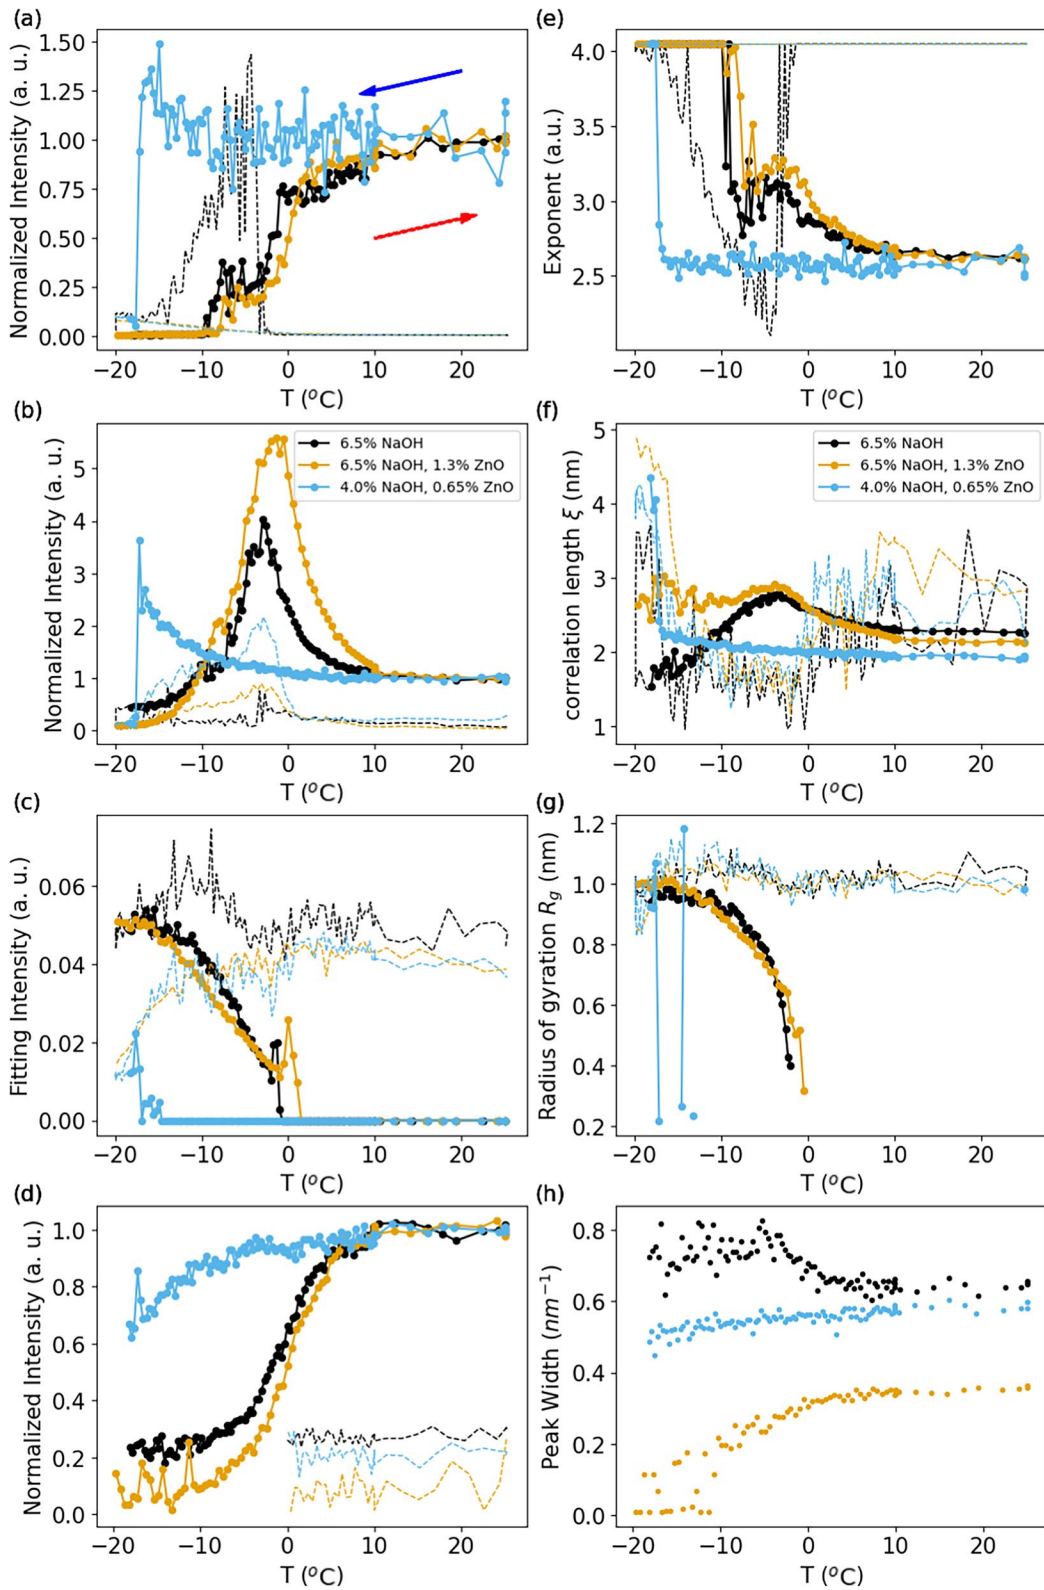 (a)
Normalized Intensity (a. u.)
1.50
1.25
1.00
0.75
0.50
0.25
0.00
−20 −10 0 10 20
T (°C)
(e)
Exponent (a.u.)
4.0
3.5
3.0
2.5
−20 −10 0 10 20
T (°C)
(b)
Normalized Intensity (a. u.)
5
4
3
2
1
0
6.5% NaOH
6.5% NaOH, 1.3% ZnO
4.0% NaOH, 0.65% ZnO
−20 −10 0 10 20
T (°C)
(f)
correlation length ξ (nm)
5
4
3
2
1
6.5% NaOH
6.5% NaOH, 1.3% ZnO
4.0% NaOH, 0.65% ZnO
−20 −10 0 10 20
T (°C)
(c)
Fitting Intensity (a. u.)
0.06
0.04
0.02
0.00
−20 −10 0 10 20
T (°C)
(g)
Radius of gyration R_g (nm)
1.2
1.0
0.8
0.6
0.4
0.2
−20 −10 0 10 20
T (°C)
(d)
Normalized Intensity (a. u.)
1.0
0.8
0.6
0.4
0.2
0.0
−20 −10 0 10 20
T (°C)
(h)
Peak Width (nm⁻¹)
0.8
0.6
0.4
0.2
0.0
−20 −10 0 10 20
T (°C)